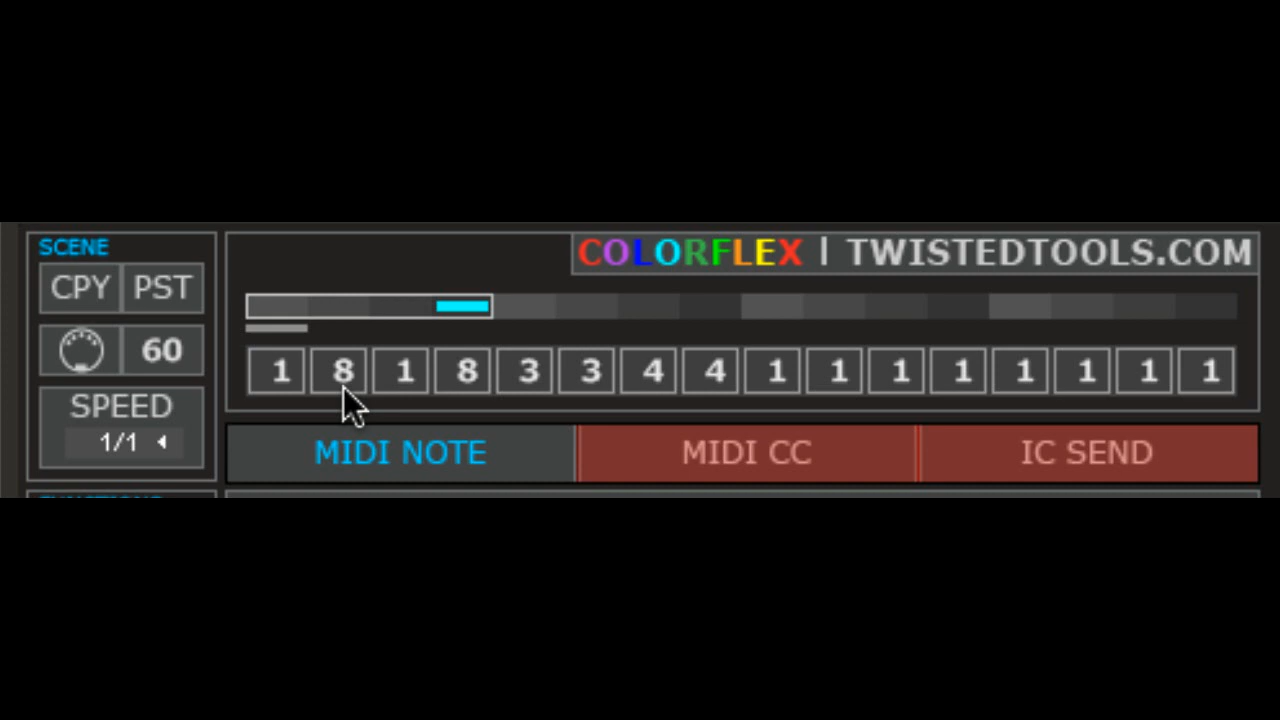 SCENE
COLORFLEX | TWISTEDTOOLS.COM
CPY PST
60
1 8 1 8 3 3 4 4 1 1 1 1 1 1 1 1
SPEED
1/1
MIDI NOTE MIDI CC IC SEND